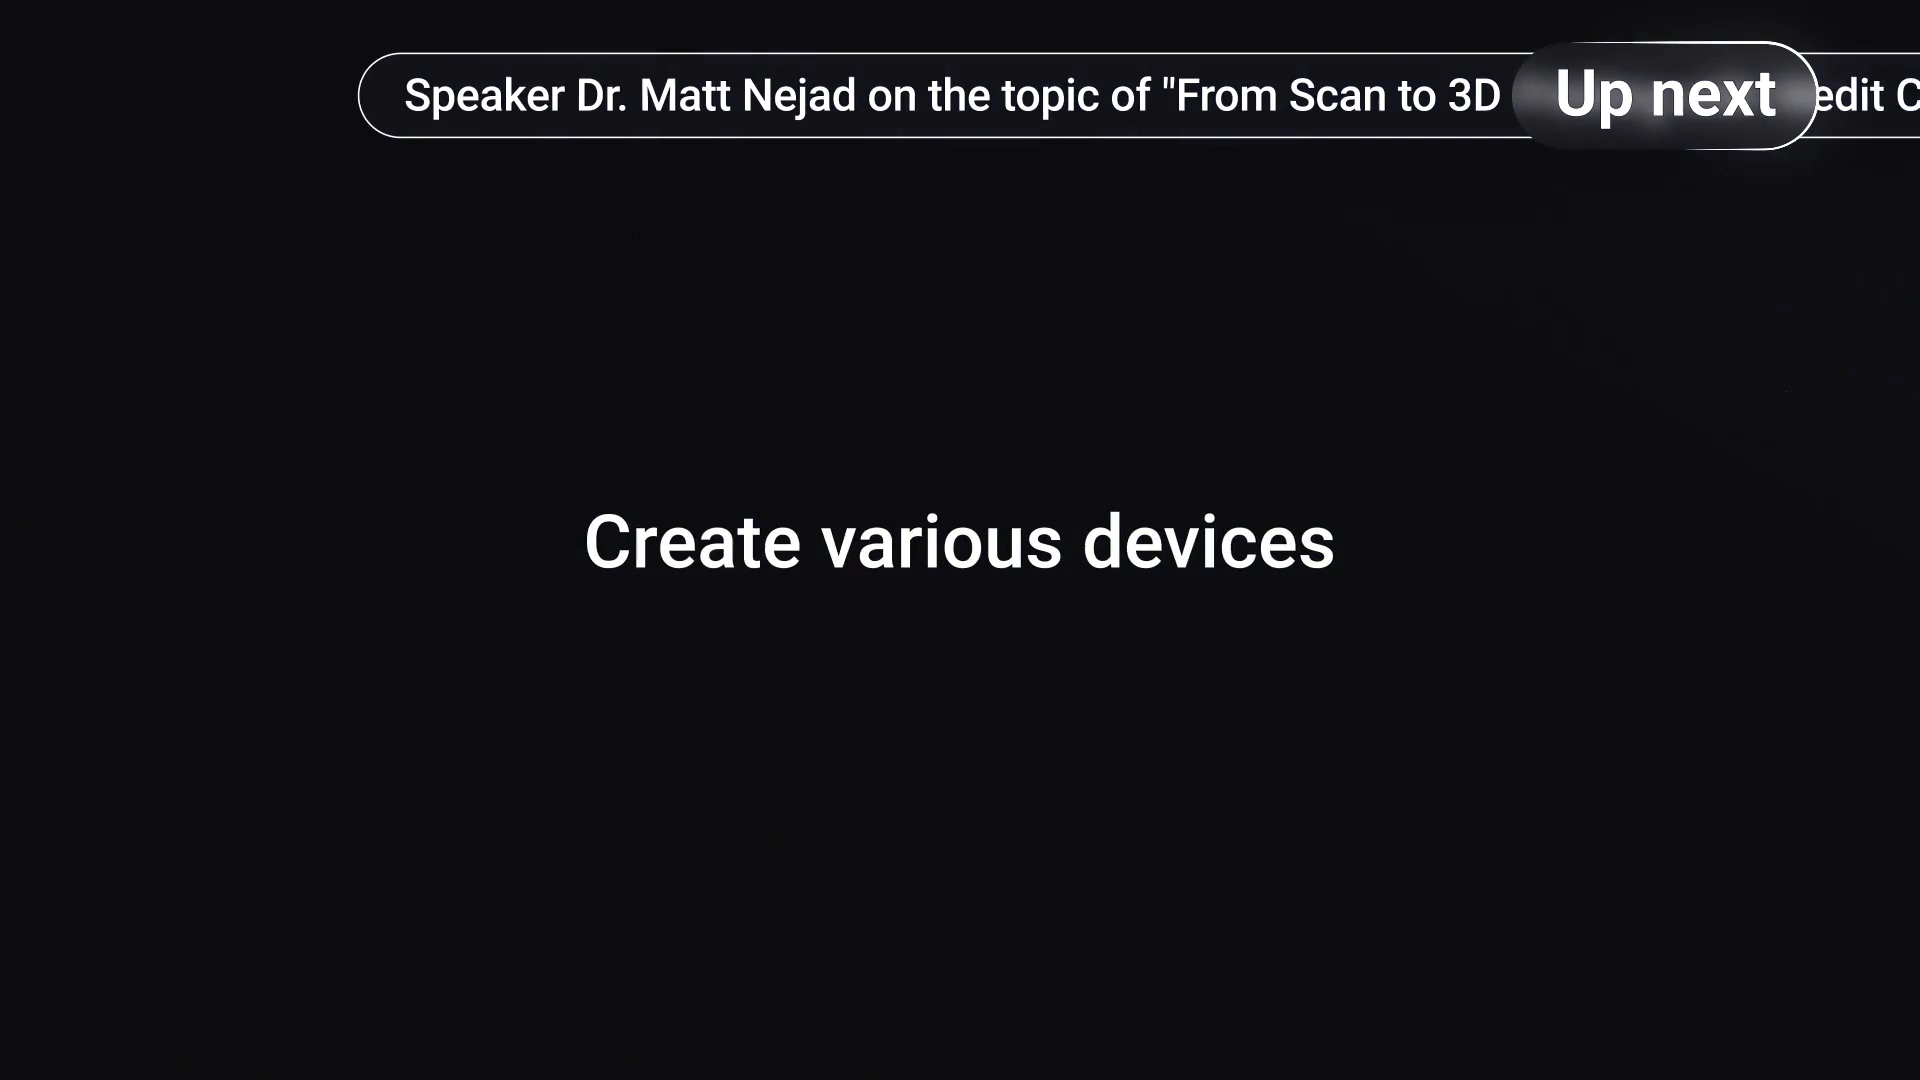 Speaker Dr. Matt Nejad on the topic of "From Scan to 3D
Up next
Create various devices